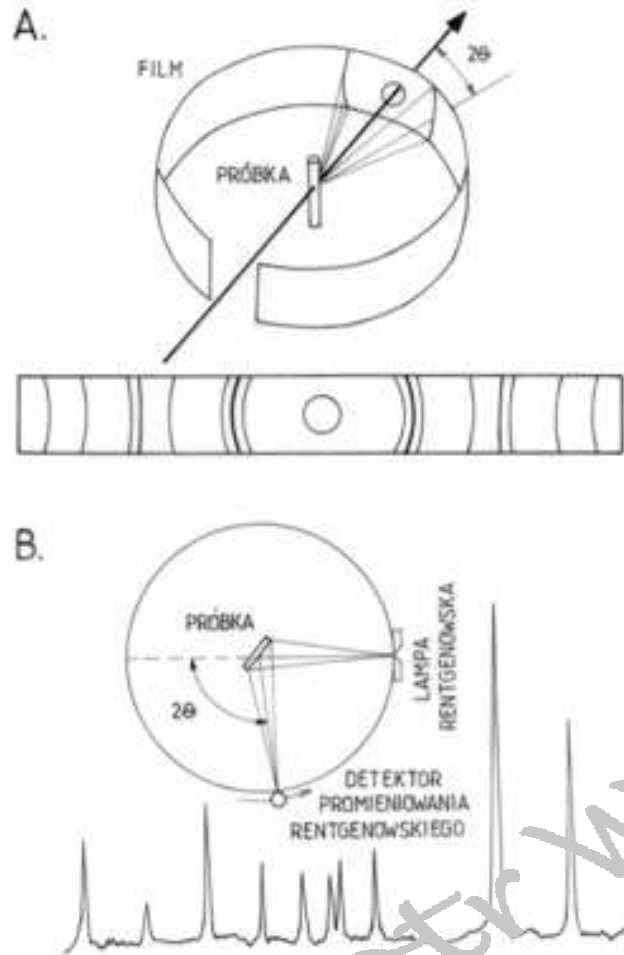 A.
FILM
2Θ
PRÓBKA
B.
PRÓBKA
2Θ
LAMPA
RENTGENOWSKA
DETEKTOR
PROMIENIOWANIA
RENTGENOWSKIEGO